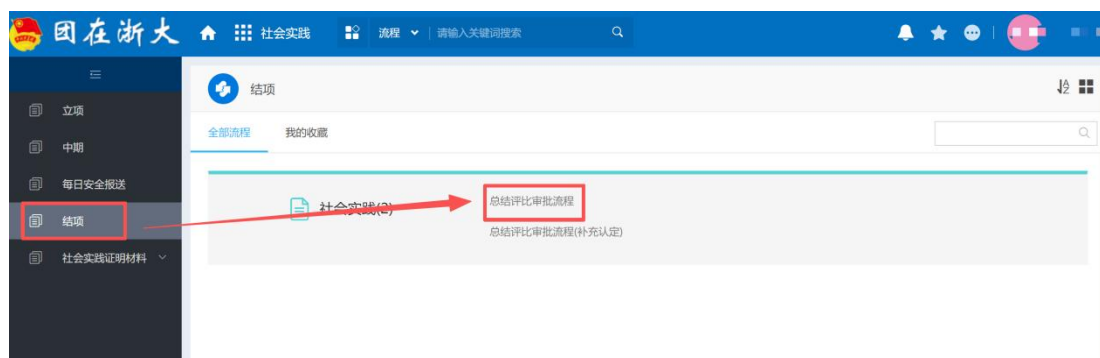 团在浙大 社会实践 流程 请输入关键词搜索
结项
立项
全部流程 我的收藏
中期
每日安全报送
总结评比审批流程
社会实践(2)
结项
总结评比审批流程(补充认定)
社会实践证明材料